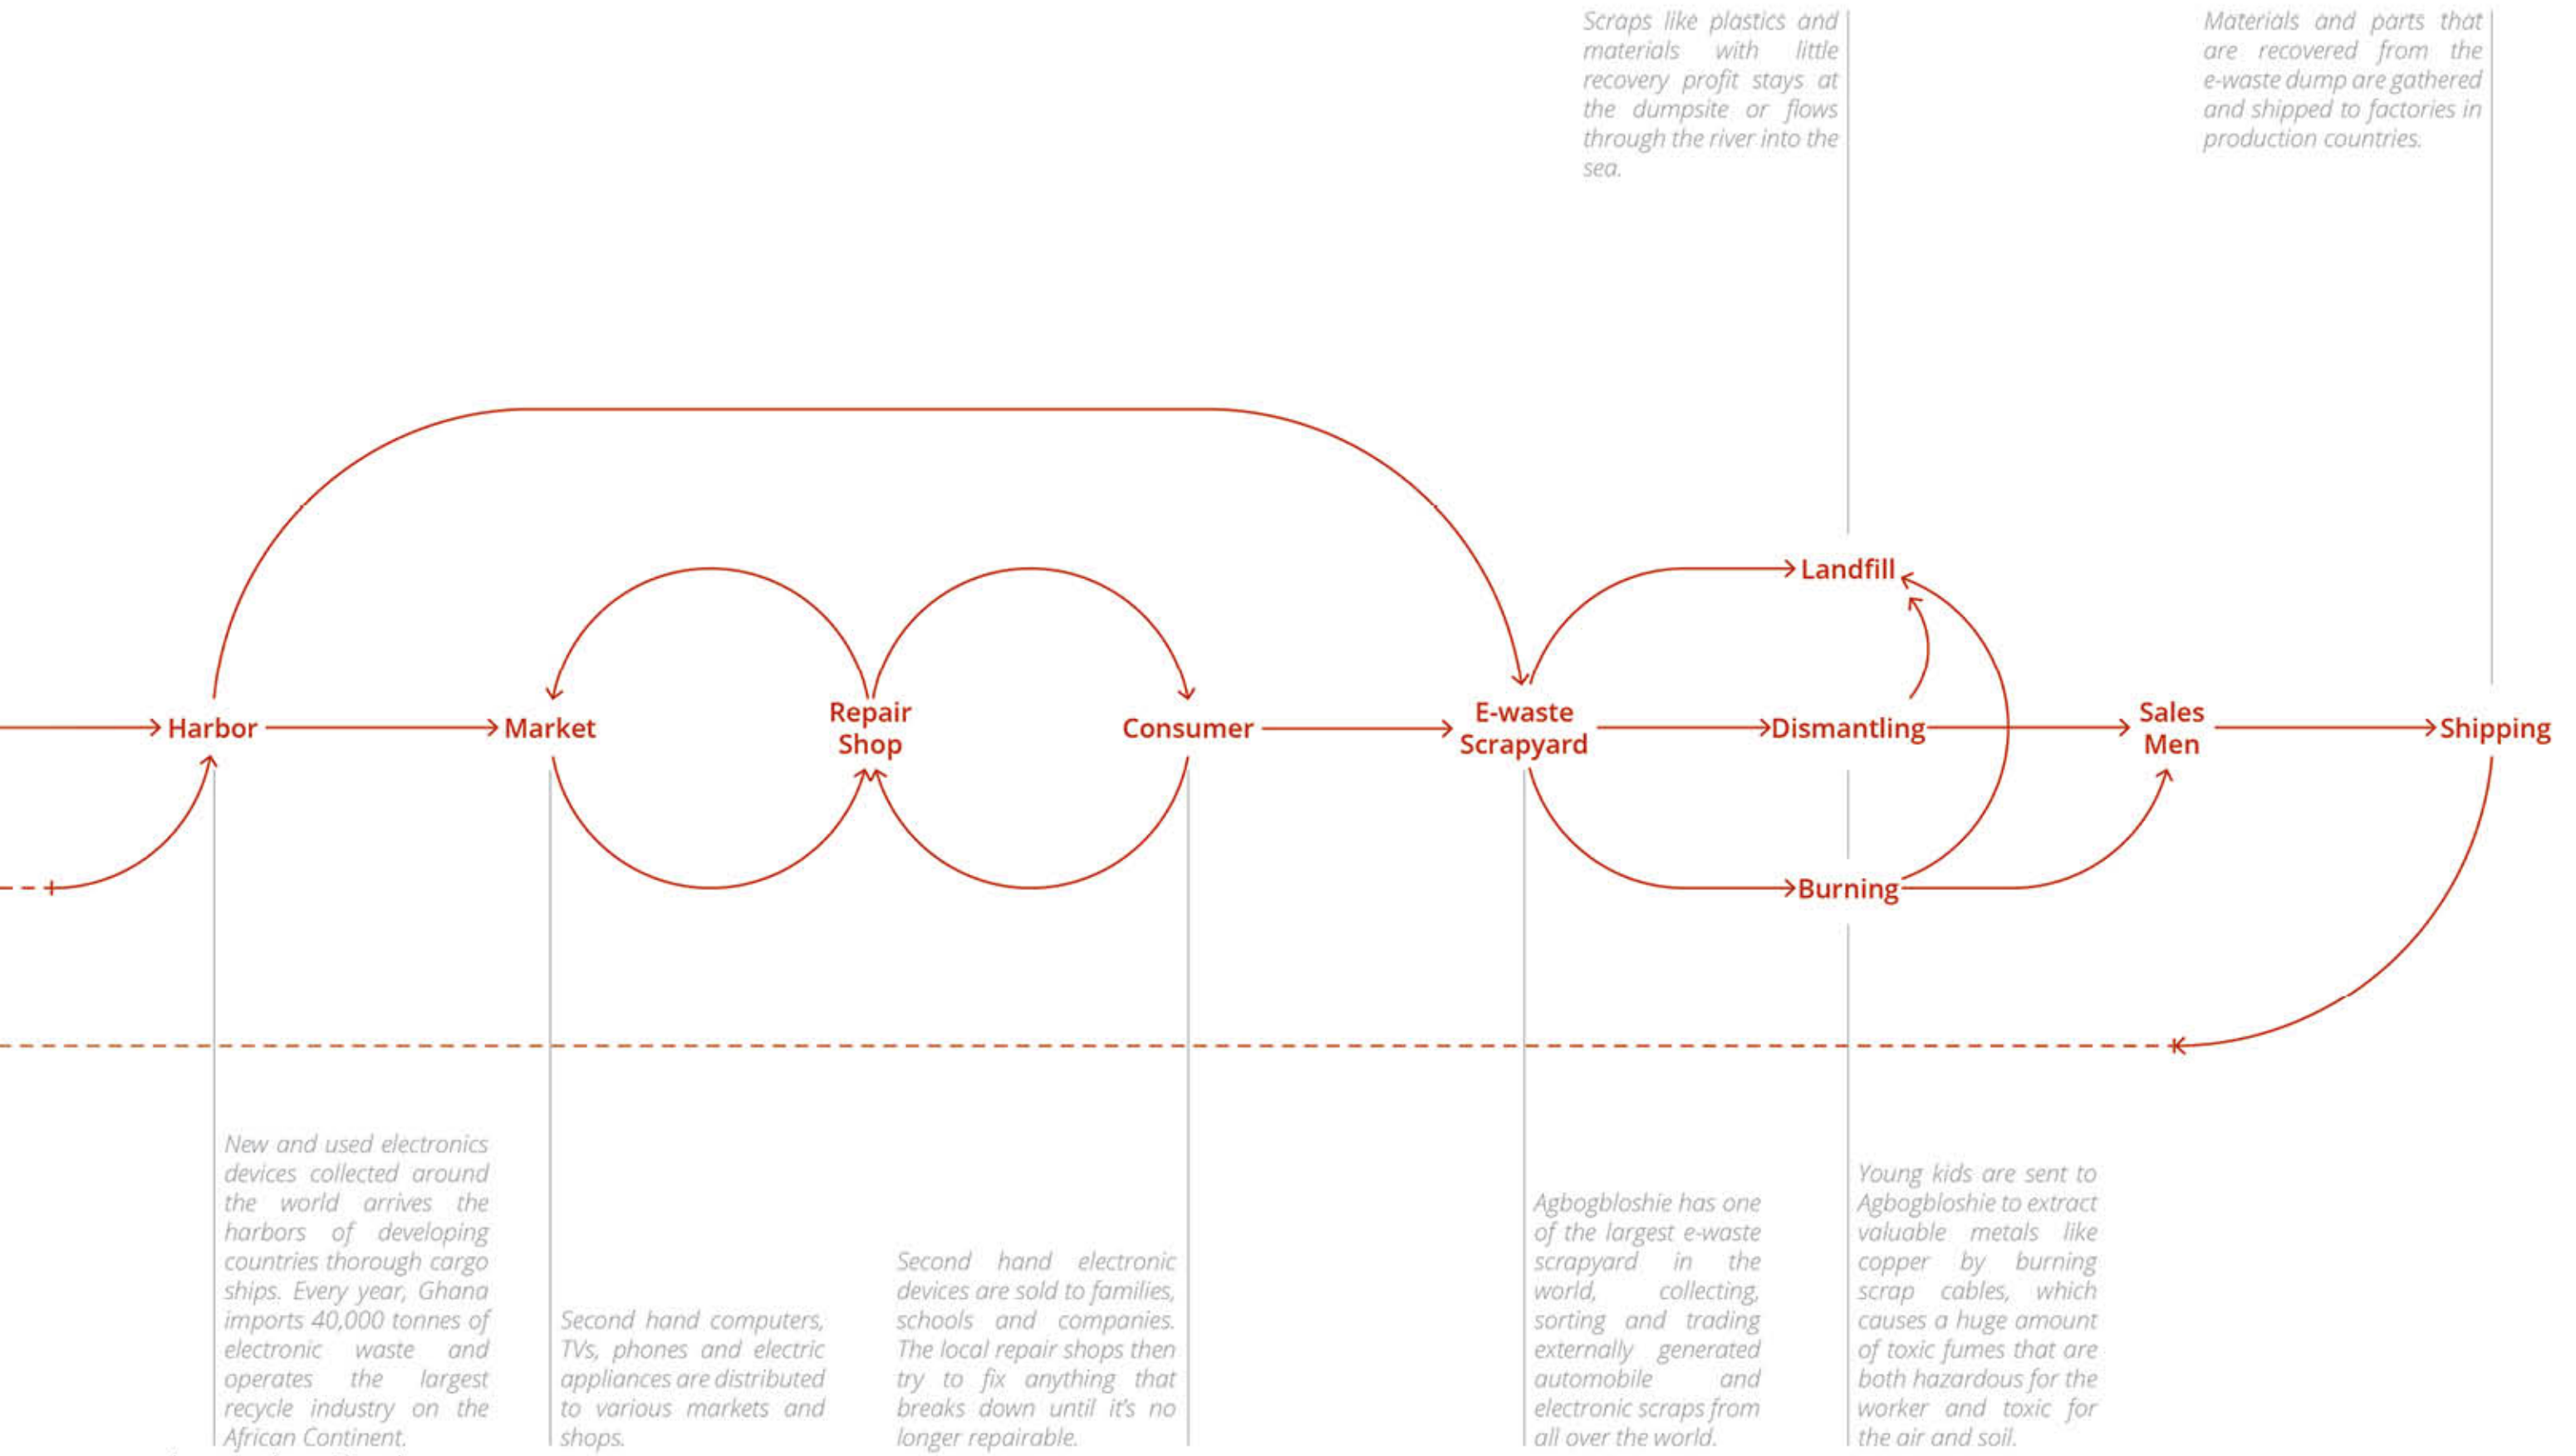 Scraps like plastics and
materials with little
recovery profit stays at
the dumpsite or flows
through the river into the
sea.
Materials and parts that
are recovered from the
e-waste dump are gathered
and shipped to factories in
production countries.
Landfill
Harbor
Market
Repair
Shop
Consumer
E-waste
Scrapyard
Dismantling
Sales
Men
Shipping
Burning
New and used electronics
devices collected around
the world arrives the
harbors of developing
countries thorough cargo
ships. Every year, Ghana
imports 40,000 tonnes of
electronic waste and
operates the largest
recycle industry on the
African Continent.
Second hand computers,
TVs, phones and electric
appliances are distributed
to various markets and
shops.
Second hand electronic
devices are sold to families,
schools and companies.
The local repair shops then
try to fix anything that
breaks down until it's no
longer repairable.
Agbogbloshie has one
of the largest e-waste
scrapyard in the
world, collecting,
sorting and trading
externally generated
automobile and
electronic scraps from
all over the world.
Young kids are sent to
Agbogbloshie to extract
valuable metals like
copper by burning
scrap cables, which
causes a huge amount
of toxic fumes that are
both hazardous for the
worker and toxic for
the air and soil.